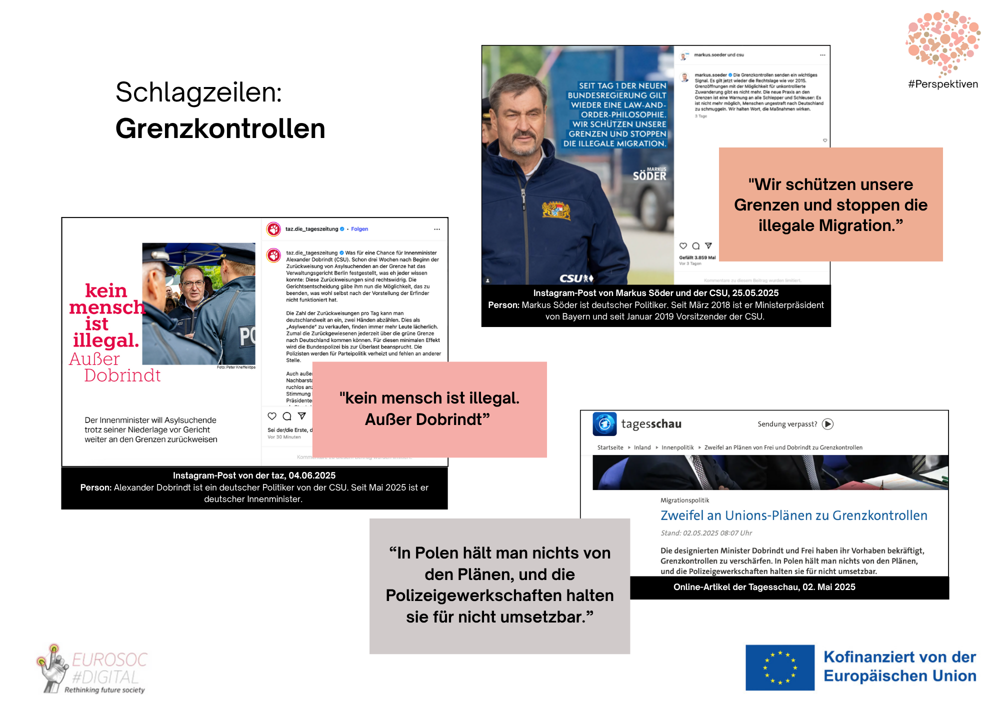 #Perspektiven
Schlagzeilen:
Grenzkontrollen
SEIT TAG 1 DER NEUEN
BUNDESREGIERUNG GILT
WIEDER EINE LAW-AND-
ORDER-PHILOSOPHIE.
WIR SCHÜTZEN UNSERE
GRENZEN UND STOPPEN
DIE ILLEGALE MIGRATION.
MARKUS
SÖDER
CSU
markus.soeder und csu
markus.soeder Die Grenzkontrollen senden ein wichtiges
Signal. Es gilt jetzt wieder die Rechtslage wie vor 2015.
Grenzöffnungen mit der Möglichkeit für unkontrollierte
Zuwanderung gibt es nicht mehr. Die neue Praxis an den
Grenzen ist eine Warnung an alle Schlepper und Schleuser: Es
ist nicht mehr möglich, Menschen ungestraft nach Deutschland
zu schmuggeln. Wir halten Wort, die Maßnahmen wirken.
3 Tage
Gefällt 3.859 Mal
Vor 3 Tagen
Kommentare zu diesem Beitrag wurden limitiert.
"Wir schützen unsere
Grenzen und stoppen die
illegale Migration.”
Instagram-Post von Markus Söder und der CSU, 25.05.2025
Person: Markus Söder ist deutscher Politiker. Seit März 2018 ist er Ministerpräsident
von Bayern und seit Januar 2019 Vorsitzender der CSU.
kein
mensch
ist
illegal.
Außer
Dobrindt
PO
Foto: Peter Kneffel/dpa
Der Innenminister will Asylsuchende
trotz seiner Niederlage vor Gericht
weiter an den Grenzen zurückweisen
taz.die_tageszeitung • Folgen
taz.die_tageszeitung Was für eine Chance für Innenminister
Alexander Dobrindt (CSU). Schon drei Wochen nach Beginn der
Zurückweisung von Asylsuchenden an der Grenze hat das
Verwaltungsgericht Berlin festgestellt, was eh jeder wissen
konnte: Diese Zurückweisungen sind rechtswidrig. Die
Gerichtsentscheidung gäbe ihm nun die Möglichkeit, das zu
beenden, was wohl selbst nach der Vorstellung der Erfinder
nicht funktioniert hat.
Die Zahl der Zurückweisungen pro Tag kann man
deutschlandweit an ein, zwei Händen abzählen. Dies als
„Asylwende“ zu verkaufen, finden immer mehr Leute lächerlich.
Zumal die Zurückgewiesenen jederzeit über die grüne Grenze
nach Deutschland kommen können. Für diesen minimalen Effekt
wird die Bundespolizei bis zur Überlast beansprucht. Die
Polizisten werden für Parteipolitik verheizt und fehlen an anderer
Stelle.
Auch außer
Nachbarsta
ruchlos anz
Stimmung
Präsidente
Sei der/die Erste, d
Vor 30 Minuten
Kommentare zu diesem Beitrag wurden limitiert.
"kein mensch ist illegal.
Außer Dobrindt”
Instagram-Post von der taz, 04.06.2025
Person: Alexander Dobrindt ist ein deutscher Politiker von der CSU. Seit Mai 2025 ist er
deutscher Innenminister.
tagesschau
Sendung verpasst?
Startseite ▸ Inland ▸ Innenpolitik ▸ Zweifel an Plänen von Frei und Dobrindt zu Grenzkontrollen
Migrationspolitik
Zweifel an Unions-Plänen zu Grenzkontrollen
Stand: 02.05.2025 08:07 Uhr
Die designierten Minister Dobrindt und Frei haben ihr Vorhaben bekräftigt,
Grenzkontrollen zu verschärfen. In Polen hält man nichts von den Plänen,
und die Polizeigewerkschaften halten sie für nicht umsetzbar.
Online-Artikel der Tagesschau, 02. Mai 2025
“In Polen hält man nichts von
den Plänen, und die
Polizeigewerkschaften halten
sie für nicht umsetzbar.”
EUROSOC
#DIGITAL
Rethinking future society
Kofinanziert von der
Europäischen Union